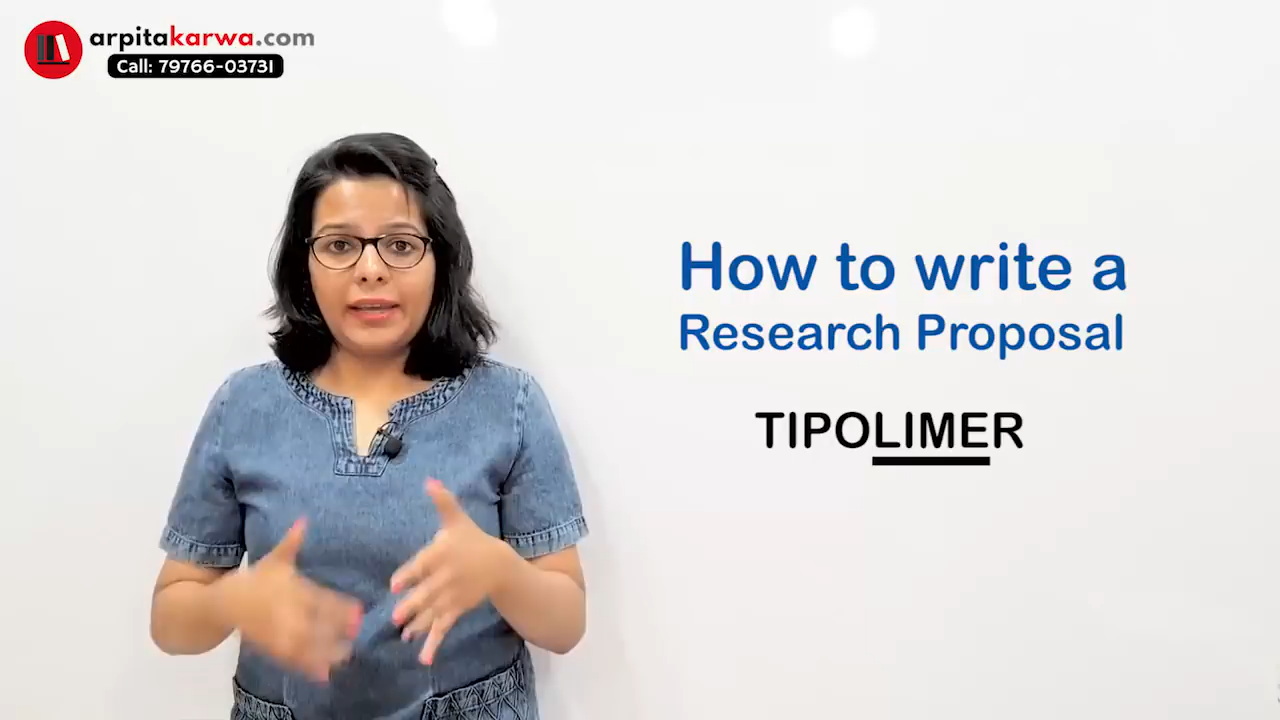 arpitakarwa.com
Call: 79766-03731
How to write a
Research Proposal
TIPOLIMER